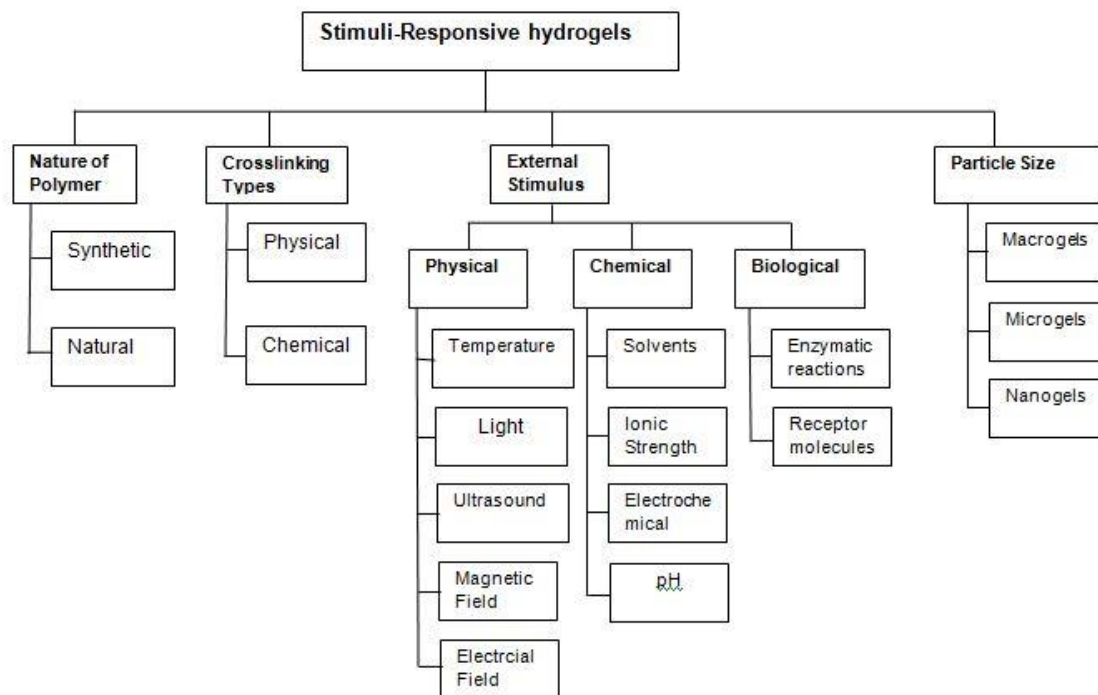 Stimuli-Responsive hydrogels
Nature of
Polymer
Crosslinking
Types
External
Stimulus
Particle Size
Synthetic
Natural
Physical
Chemical
Physical
Chemical
Biological
Temperature
Light
Ultrasound
Magnetic
Field
Electrcial
Field
Solvents
Ionic
Strength
Electroche
mical
pH
Enzymatic
reactions
Receptor
molecules
Macrogels
Microgels
Nanogels